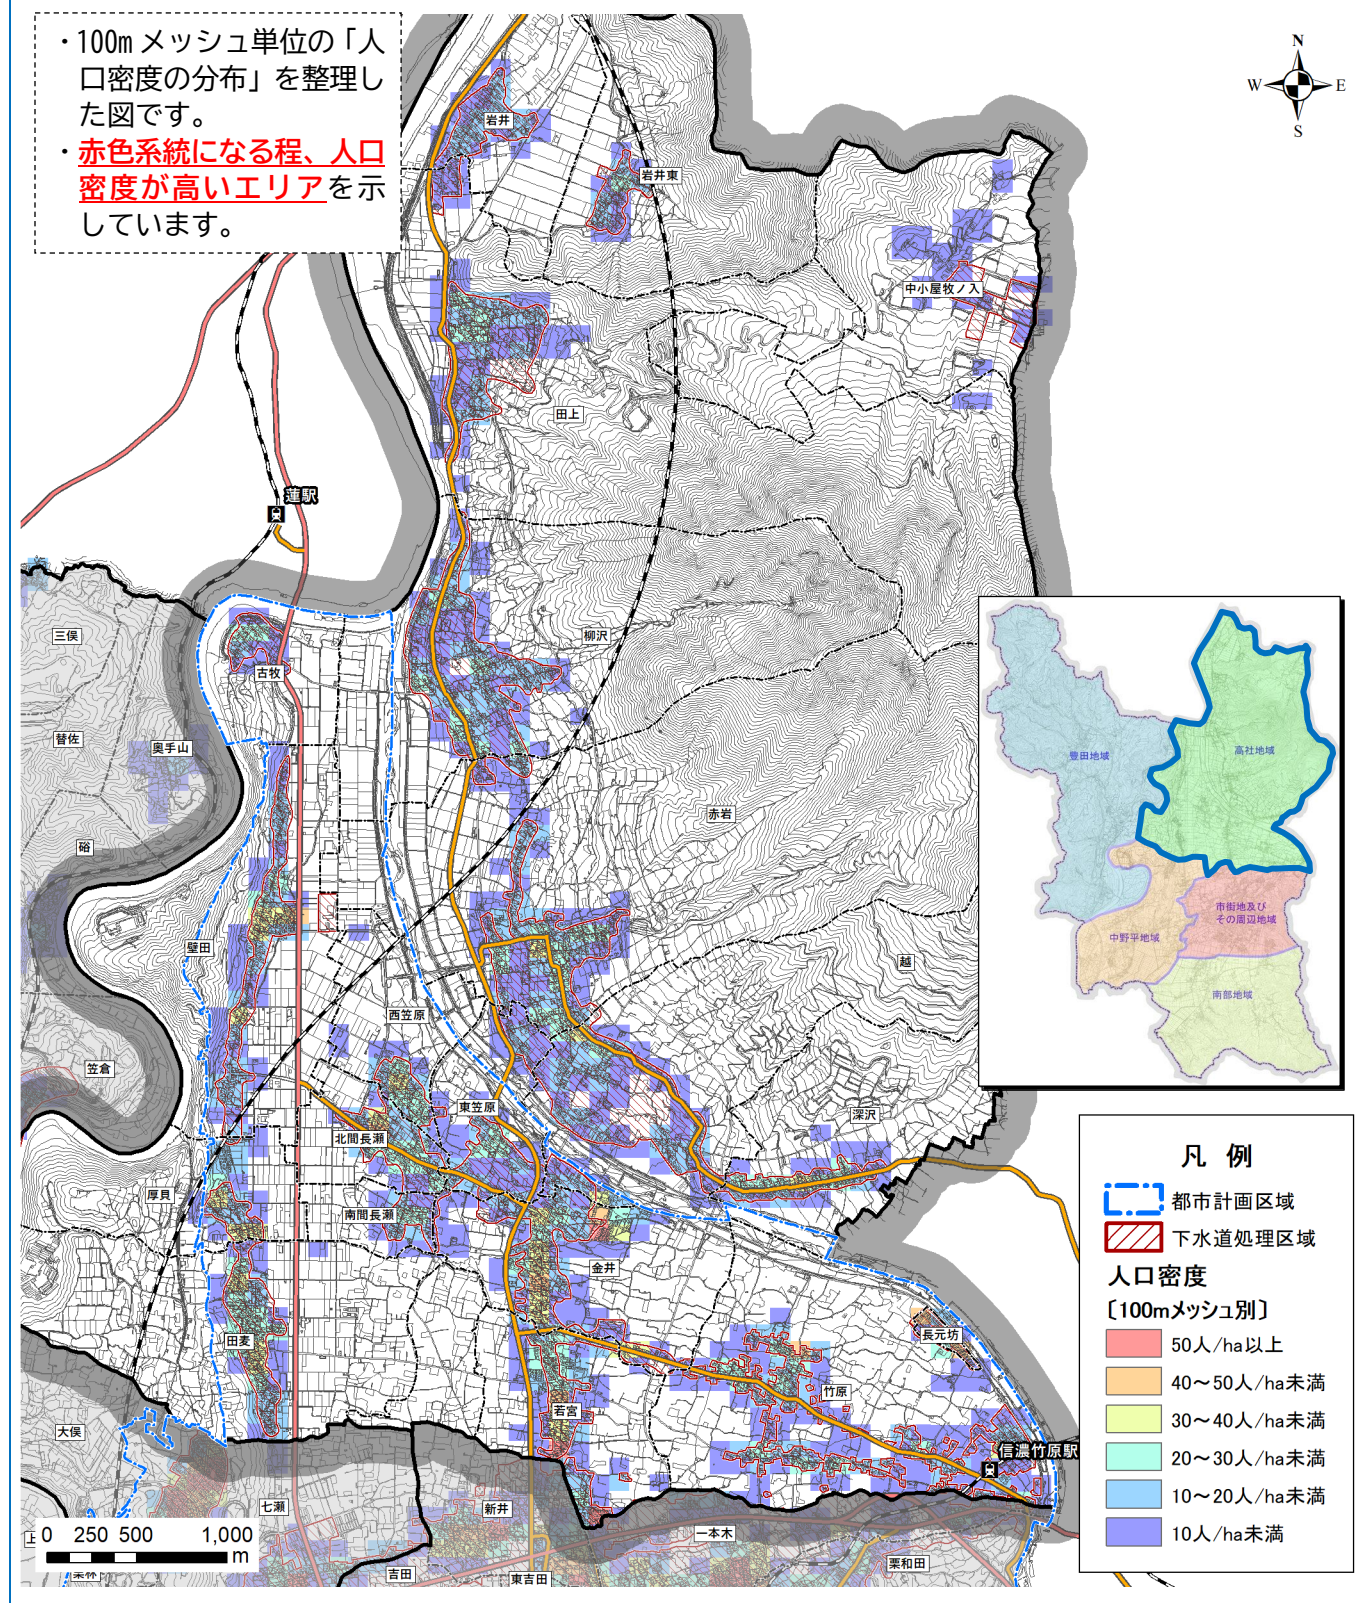 ・100mメッシュ単位の「人
口密度の分布」を整理し
た図です。
・赤色系統になる程、人口
密度が高いエリアを示
しています。
N
W
E
S
岩井
岩井東
中小屋牧ノ入
田上
蓮駅
三俣
柳沢
古牧
替佐
奥手山
赤岩
硲
壁田
越
西笠原
笠倉
東笠原
深沢
北間長瀬
厚貝
南間長瀬
金井
長元坊
田麦
竹原
若宮
大俣
信濃竹原駅
七瀬
新井
一本木
上
栗林
吉田
東吉田
栗和田
0 250 500 1,000
m
豊田地域
高社地域
市街地及び
その周辺地域
中野平地域
南部地域
凡 例
都市計画区域
下水道処理区域
人口密度
〔100mメッシュ別〕
50人/ha以上
40～50人/ha未満
30～40人/ha未満
20～30人/ha未満
10～20人/ha未満
10人/ha未満